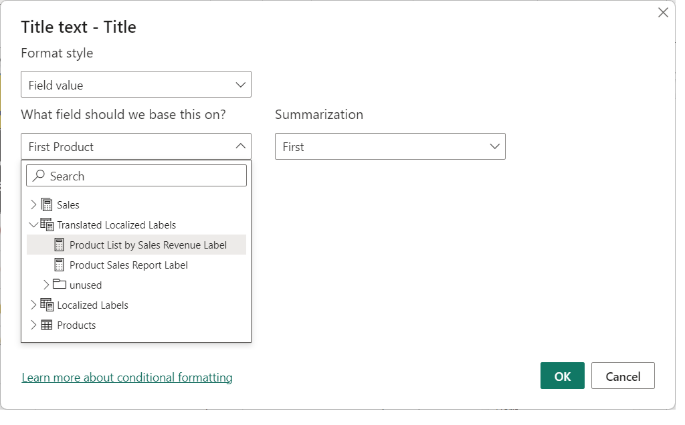 Title text - Title
Format style
Field value
What field should we base this on?
Summarization
First Product
First
Search
Sales
Translated Localized Labels
Product List by Sales Revenue Label
Product Sales Report Label
unused
Localized Labels
Products
Learn more about conditional formatting
OK
Cancel